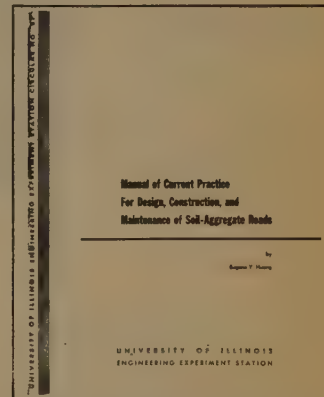 Manual of Current Practice
For Design, Construction, and
Maintenance of Soil-Aggregate Roads
by
Eugene Y. Huang
UNIVERSITY OF ILLINOIS
ENGINEERING EXPERIMENT STATION
UNIVERSITY OF ILLINOIS ENGINEERING EXPERIMENT STATION CIRCULAR NO.